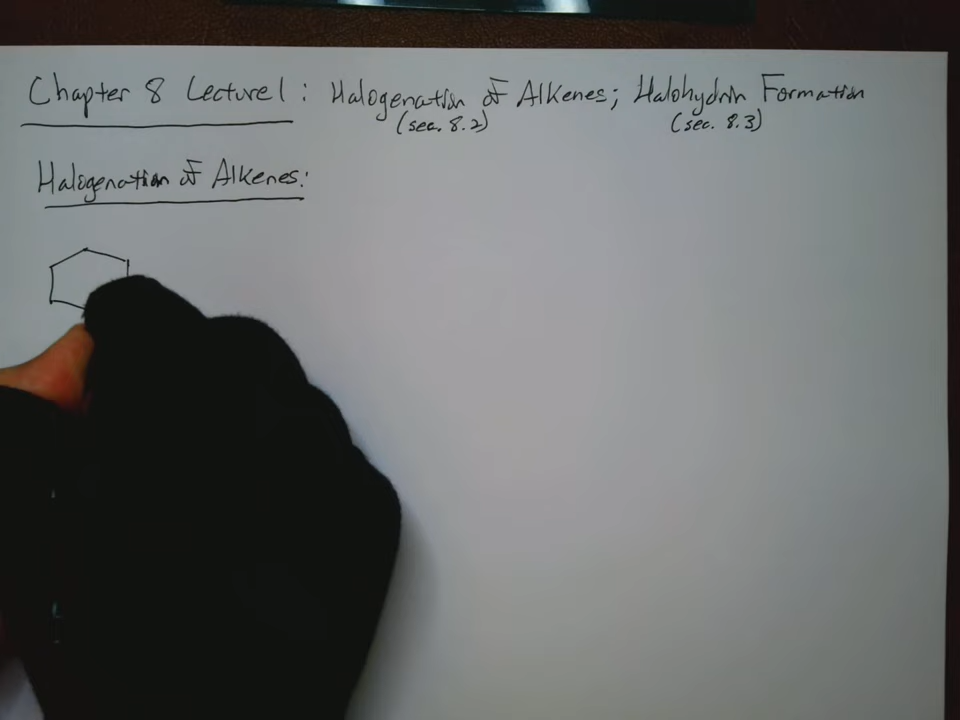 Chapter 8 Lecture 1 : Halogenation of Alkenes; Halohydrin Formation
(sec. 8.2) (sec. 8.3)
Halogenation of Alkenes: